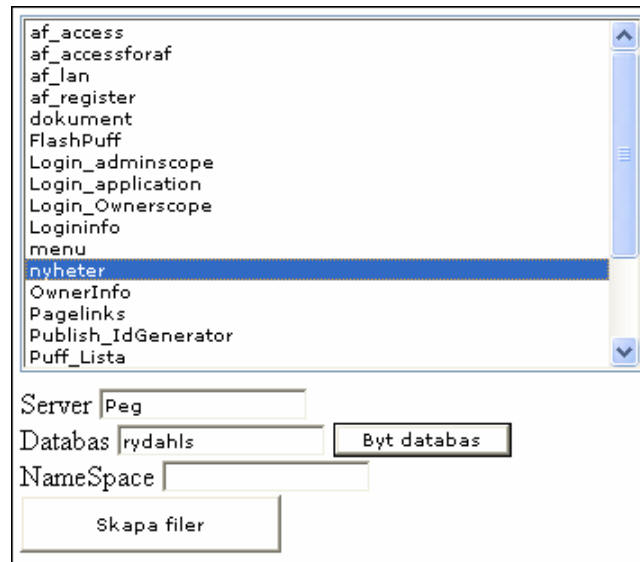 af_access
af_accessforaf
af_lan
af_register
dokument
FlashPuff
Login_adminscope
Login_application
Login_Ownerscope
Logininfo
menu
nyheter
OwnerInfo
Pagelinks
Publish_IdGenerator
Puff_Lista
Server Peg
Databas rydahls Byt databas
NameSpace
Skapa filer